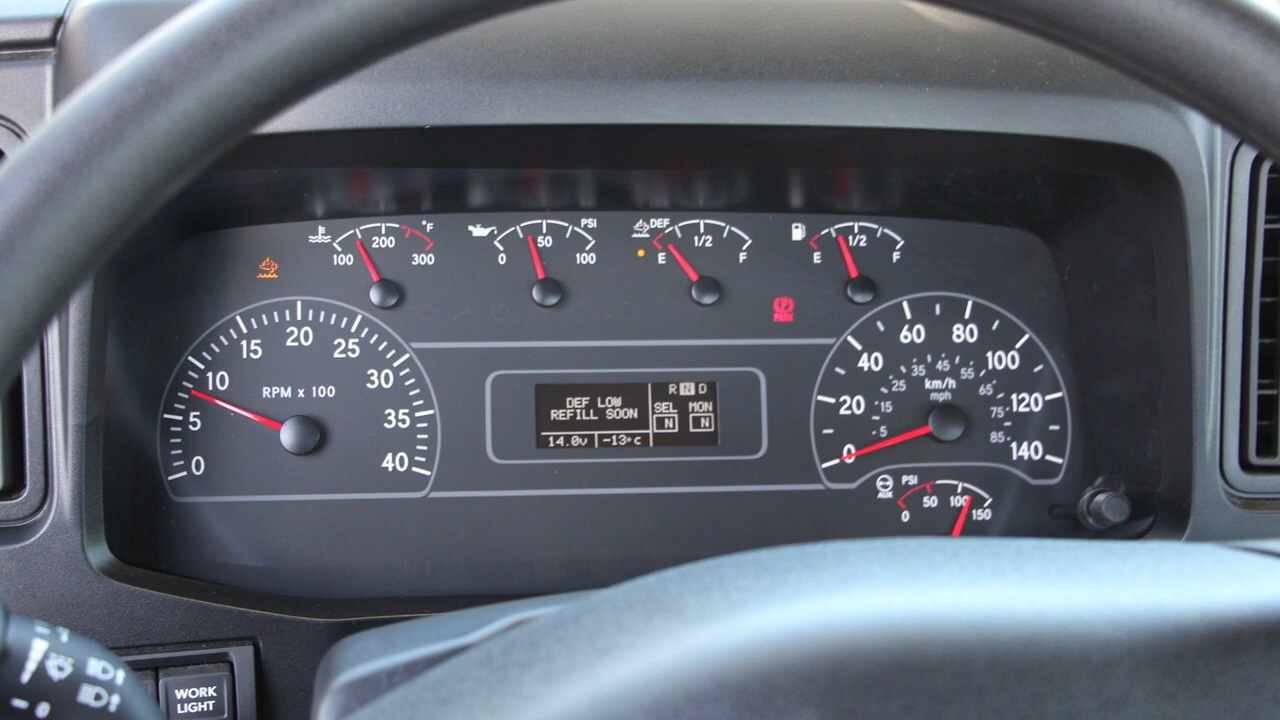 °F
200
100 300
PSI
50
0 100
DEF
1/2
E F
1/2
E F
PARK
0
5
10
15
20
25
30
35
40
RPM x 100
DEF LOW
REFILL SOON
14.0v -13°c
R N D
SEL MON
N N
0
20
40
60
80
100
120
140
km/h
mph
5
15
25
35
45
55
65
75
85
AUX
PSI
0 50 100 150
WORK
LIGHT
0